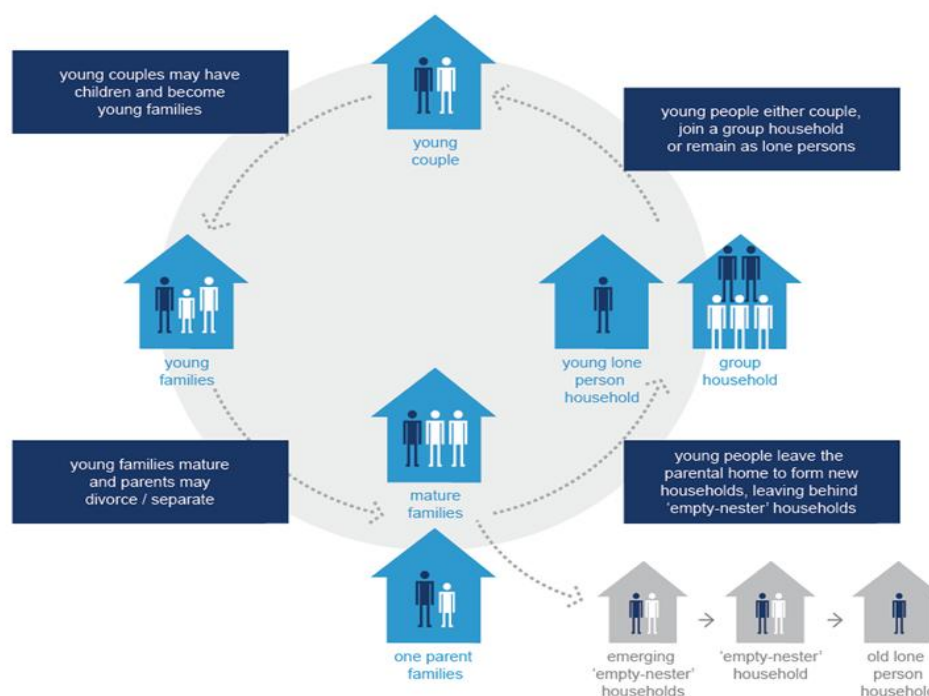 young couples may have
children and become
young families
young
couple
young people either couple,
join a group household
or remain as lone persons
young
families
young lone
person
household
group
household
young families mature
and parents may
divorce / separate
mature
families
young people leave the
parental home to form new
households, leaving behind
'empty-nester' households
one parent
families
emerging
'empty-nester'
households
'empty-nester'
household
old lone
person
household